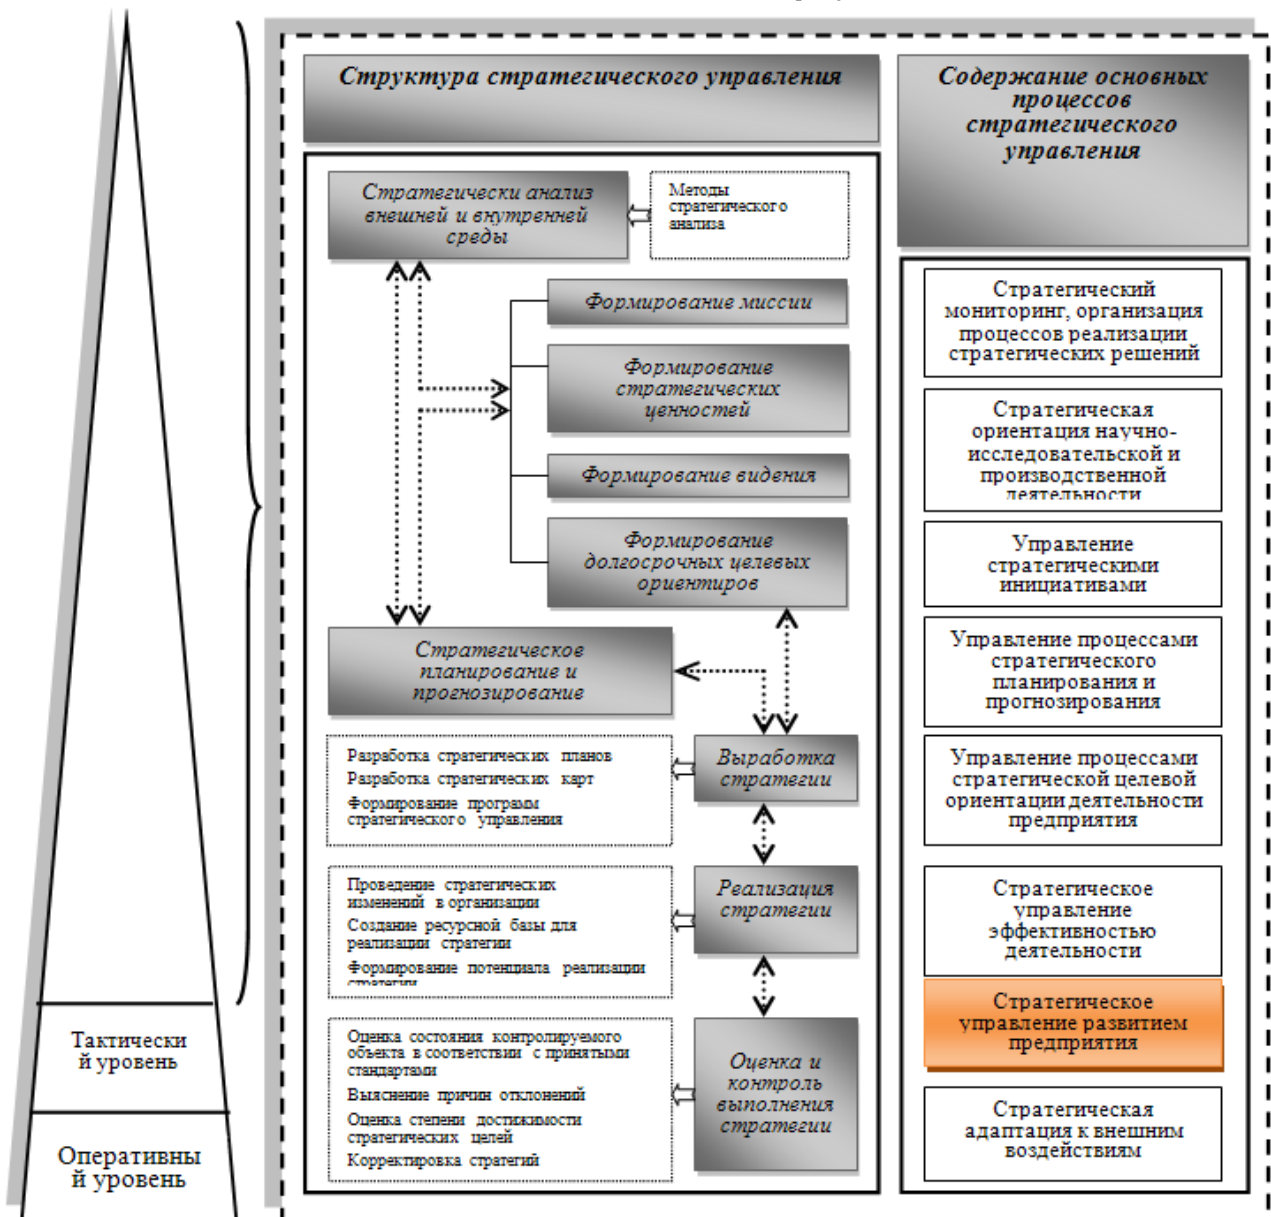 Структура стратегического управления
Содержание основных
процессов
стратегического
управления
Стратегически анализ
внешней и внутренней
среды
Методы
стратегического
анализа
Формирование миссии
Формирование
стратегических
ценностей
Формирование видения
Формирование
долгосрочных целевых
ориентиров
Стратегическое
планирование и
прогнозирование
Разработка стратегических планов
Разработка стратегических карт
Формирование программ
стратегического управления
Выработка
стратегии
Проведение стратегических
изменений в организации
Создание ресурсной базы для
реализации стратегии
Формирование потенциала реализации
стратегии
Реализация
стратегии
Оценка состояния контролируемого
объекта в соответствии с принятыми
стандартами
Выяснение причин отклонений
Оценка степени достижимости
стратегических целей
Корректировка стратегий
Оценка и
контроль
выполнения
стратегии
Стратегический
мониторинг, организация
процессов реализации
стратегических решений
Стратегическая
ориентация научно-
исследовательской и
производственной
деятельности
Управление
стратегическими
инициативами
Управление процессами
стратегического
планирования и
прогнозирования
Управление процессами
стратегической целевой
ориентации деятельности
предприятия
Стратегическое
управление
эффективностью
деятельности
Стратегическое
управление развитием
предприятия
Стратегическая
адаптация к внешним
воздействиям
Тактически
й уровень
Оперативны
й уровень